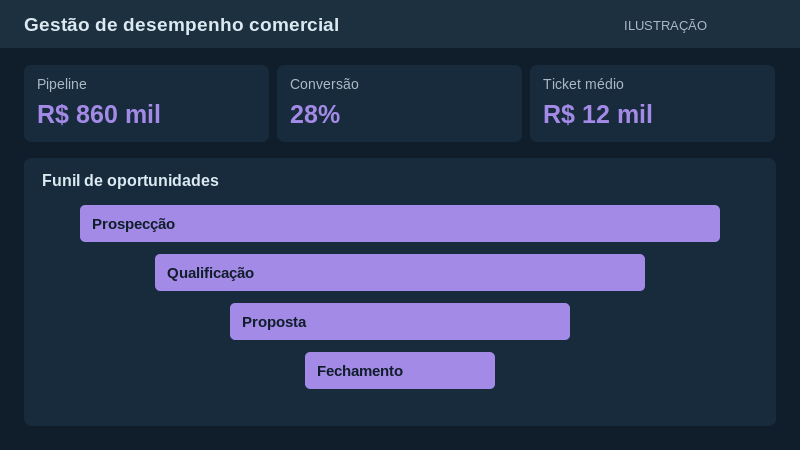 Gestão de desempenho comercial
ILUSTRAÇÃO
Pipeline
R$ 860 mil
Conversão
28%
Ticket médio
R$ 12 mil
Funil de oportunidades
Prospecção
Qualificação
Proposta
Fechamento